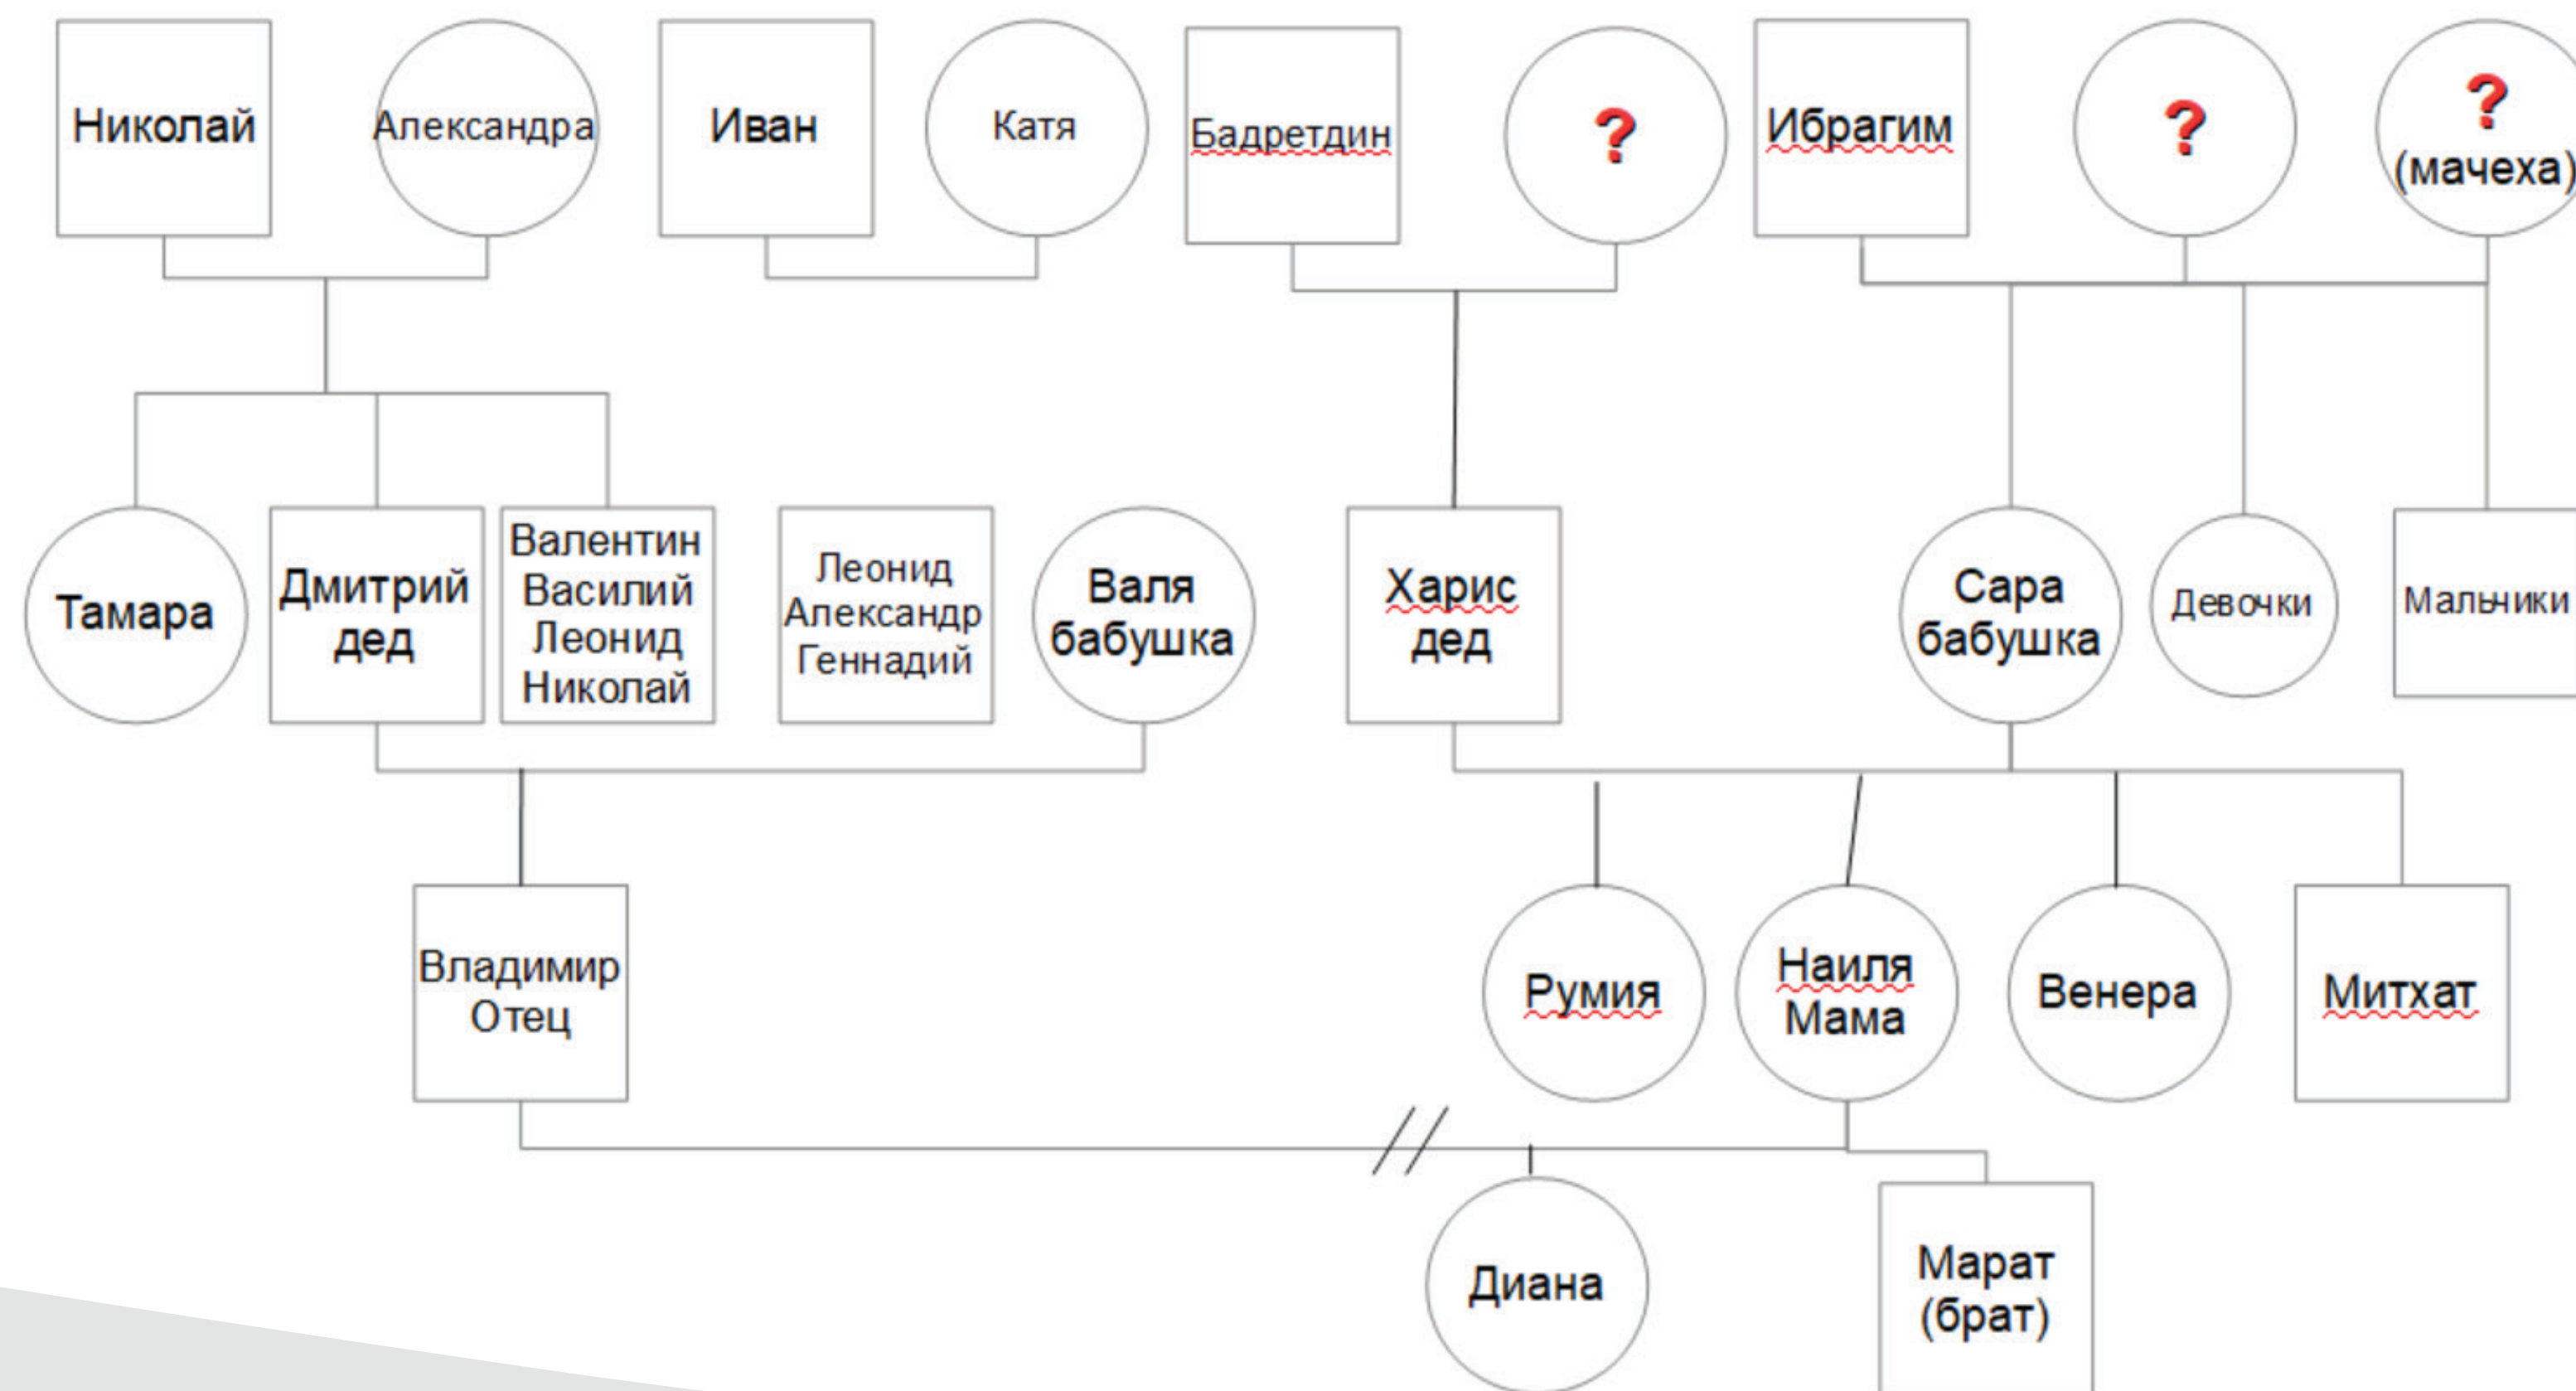 Николай
Александра
Иван
Катя
Бадретдин
?
Ибрагим
?
?
(мачеха)
Тамара
Дмитрий
дед
Валентин
Василий
Леонид
Николай
Леонид
Александр
Геннадий
Валя
бабушка
Харис
дед
Сара
бабушка
Девочки
Мальчики
Владимир
Отец
Румия
Наиля
Мама
Венера
Митхат
Диана
Марат
(брат)